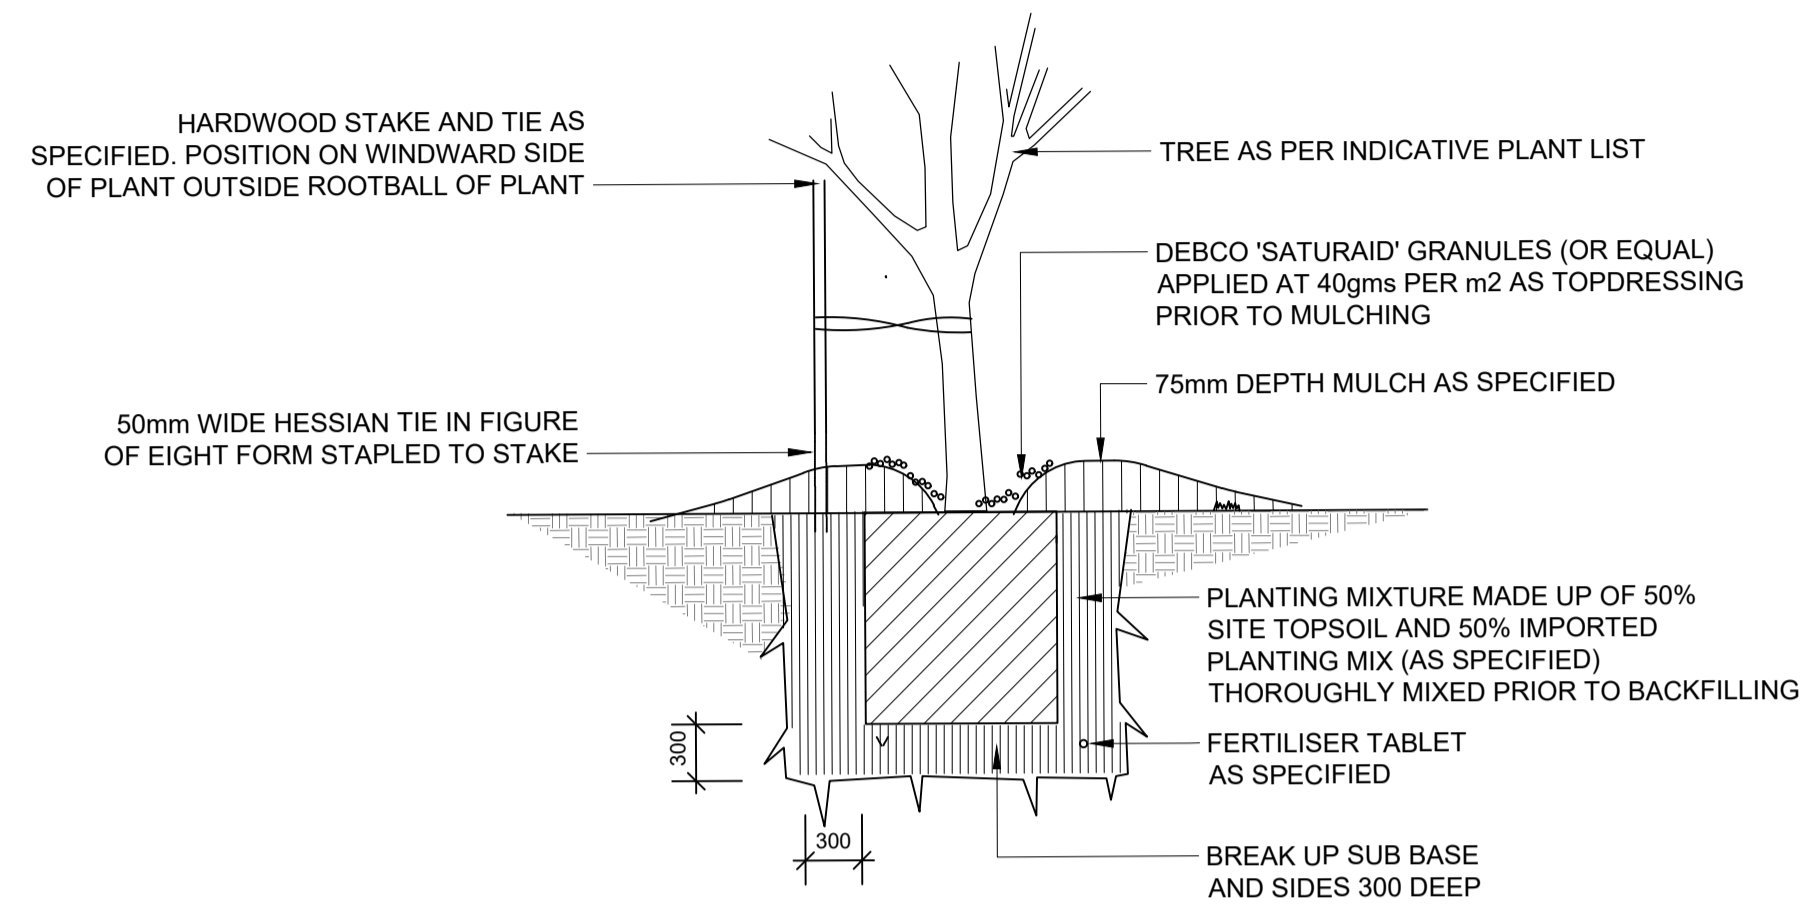 HARDWOOD STAKE AND TIE AS
SPECIFIED. POSITION ON WINDWARD SIDE
OF PLANT OUTSIDE ROOTBALL OF PLANT
TREE AS PER INDICATIVE PLANT LIST
DEBCO 'SATURAID' GRANULES (OR EQUAL)
APPLIED AT 40gms PER m2 AS TOPDRESSING
PRIOR TO MULCHING
75mm DEPTH MULCH AS SPECIFIED
50mm WIDE HESSIAN TIE IN FIGURE
OF EIGHT FORM STAPLED TO STAKE
PLANTING MIXTURE MADE UP OF 50%
SITE TOPSOIL AND 50% IMPORTED
PLANTING MIX (AS SPECIFIED)
THOROUGHLY MIXED PRIOR TO BACKFILLING
300
FERTILISER TABLET
AS SPECIFIED
300
BREAK UP SUB BASE
AND SIDES 300 DEEP